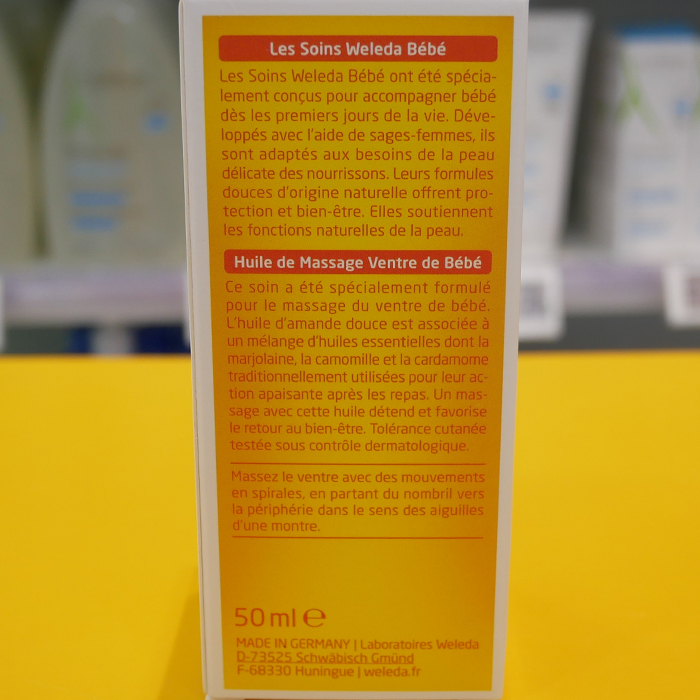 Les Soins Weleda Bébé
Les Soins Weleda Bébé ont été spécia-
lement conçus pour accompagner bébé
dès les premiers jours de la vie. Déve-
loppés avec l'aide de sages-femmes, ils
sont adaptés aux besoins de la peau
délicate des nourrissons. Leurs formules
douces d'origine naturelle offrent pro-
tection et bien-être. Elles soutiennent
les fonctions naturelles de la peau.
Huile de Massage Ventre de Bébé
Ce soin a été spécialement formulé
pour le massage du ventre de bébé.
L'huile d'amande douce est associée à
un mélange d'huiles essentielles dont la
marjolaine, la camomille et la cardamome
traditionnellement utilisées pour leur ac-
tion apaisante après les repas. Un mas-
sage avec cette huile détend et favorise
le retour au bien-être. Tolérance cutanée
testée sous contrôle dermatologique.
Massez le ventre avec des mouvements
en spirales, en partant du nombril vers
la périphérie dans le sens des aiguilles
d'une montre.
50 ml ℮
MADE IN GERMANY | Laboratoires Weleda
D-73525 Schwäbisch Gmünd
F-68330 Huningue | weleda.fr